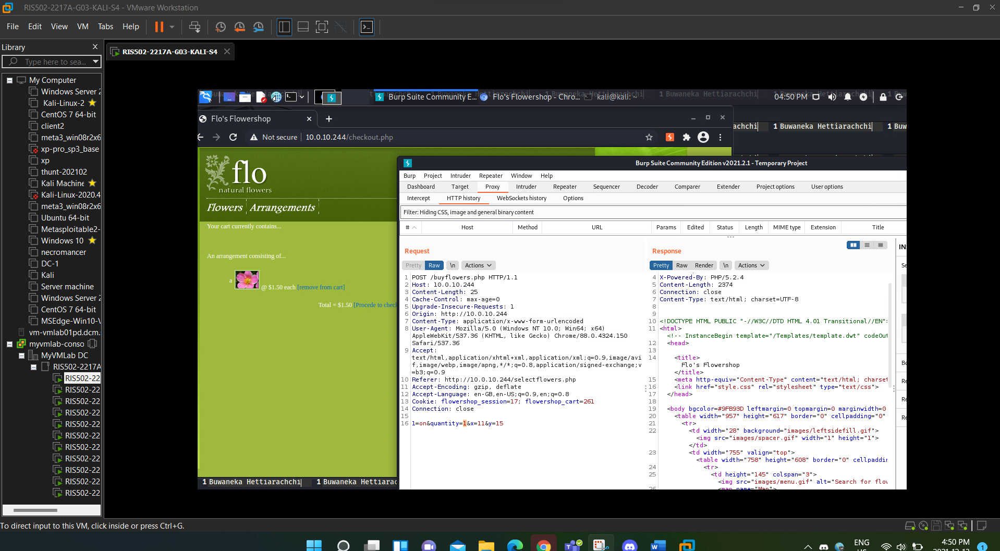 RIS502-2217A-G03-KALI-S4 - VMware Workstation
File Edit View VM Tabs Help
Library
Type here to sea...
RIS502-2217A-G03-KALI-S4
My Computer
Windows Server 2
Kali-Linux-2
CentOS 7 64-bit
client2
meta3_win08r2x6
xp-pro_sp3_base
xp
thunt-202102
Kali Machine
Kali-Linux-2020.4
meta3_win08r2x6
Ubuntu 64-bit
Metasploitable2-
Windows 10
necromancer
DC-1
Kali
Server machine
Windows Server 2
CentOS 7 64-bit
MSEdge-Win10-V
vm-vmlab01pd.dcm.
myvmlab-conso
MyVMLab DC
RIS502-2217A
RIS502-22
RIS502-22
RIS502-22
RIS502-22
RIS502-22
RIS502-22
RIS502-22
RIS502-22
RIS502-22
RIS502-22
RIS502-22
Burp Suite Community E...
Flo's Flowershop - Chro...
kali@kali: ~
04:50 PM
Flo's Flowershop
Not secure 10.0.10.244/checkout.php
achchi 1 Buwaneka Hettiarachchi 1 Buw
flo
natural flowers
Flowers Arrangements
Your cart currently contains...
An arrangement consisting of...
a @ $1.50 each [remove from cart]
Total = $1.50 [Procede to check
1 Buwaneka Hettiarachchi 1 Buwaneka Hettiarac
Burp Suite Community Edition v2021.2.1 - Temporary Project
Burp Project Intruder Repeater Window Help
Dashboard Target Proxy Intruder Repeater Sequencer Decoder Comparer Extender Project options User options
Intercept HTTP history WebSockets history Options
Filter: Hiding CSS, image and general binary content
# Host Method URL Params Edited Status Length MIME type Extension Title
Request
Pretty Raw \n Actions
1 POST /buyflowers.php HTTP/1.1
2 Host: 10.0.10.244
3 Content-Length: 25
4 Cache-Control: max-age=0
5 Upgrade-Insecure-Requests: 1
6 Origin: http://10.0.10.244
7 Content-Type: application/x-www-form-urlencoded
8 User-Agent: Mozilla/5.0 (Windows NT 10.0; Win64; x64)
AppleWebKit/537.36 (KHTML, like Gecko) Chrome/88.0.4324.150
Safari/537.36
9 Accept:
text/html,application/xhtml+xml,application/xml;q=0.9,image/avi
f,image/webp,image/apng,*/*;q=0.8,application/signed-exchange;v
=b3;q=0.9
10 Referer: http://10.0.10.244/selectflowers.php
11 Accept-Encoding: gzip, deflate
12 Accept-Language: en-GB,en-US;q=0.9,en;q=0.8
13 Cookie: flowershop_session=17; flowershop_cart=261
14 Connection: close
15
16 1=on&quantity=1&x=11&y=15
Response
Pretty Raw Render \n Actions
4 X-Powered-By: PHP/5.2.4
5 Content-Length: 2374
6 Connection: close
7 Content-Type: text/html; charset=UTF-8
8
9
10 <!DOCTYPE HTML PUBLIC "-//W3C//DTD HTML 4.01 Transitional//EN">
11 <html>
<!-- InstanceBegin template="/Templates/template.dwt" codeOut
12 <head>
13
14 <title>
Flo's Flowershop
</title>
15 <meta http-equiv="Content-Type" content="text/html; charset
16 <link href="style.css" rel="stylesheet" type="text/css">
17 </head>
18
19 <body bgcolor=#9FB93D leftmargin=0 topmargin=0 marginwidth=0
20 <table width="957" height="617" border="0" cellpadding="0"
21 <tr>
22 <td width="28" background="images/leftsidefill.gif">
<img src="images/spacer.gif" width="1" height="1">
</td>
23 <td width="755" valign="top">
<table width="758" height="608" border="0" cellpaddin
24 <tr>
25 <td height="145" colspan="3">
<img src="images/menu.gif" alt="Search for flow
26 <map name="Map">
IN
Se
Bo
Re
Re
Re
To direct input to this VM, click inside or press Ctrl+G.
ENG
4:50 PM